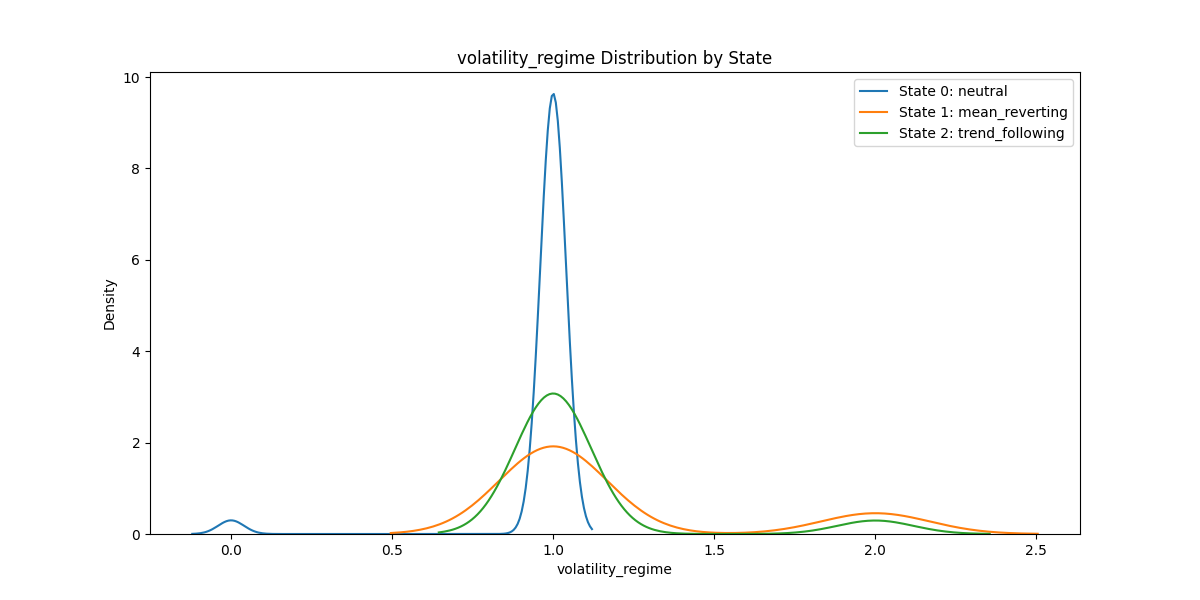 volatility_regime Distribution by State
State 0: neutral
State 1: mean_reverting
State 2: trend_following
Density
10
8
6
4
2
0
0.0 0.5 1.0 1.5 2.0 2.5
volatility_regime